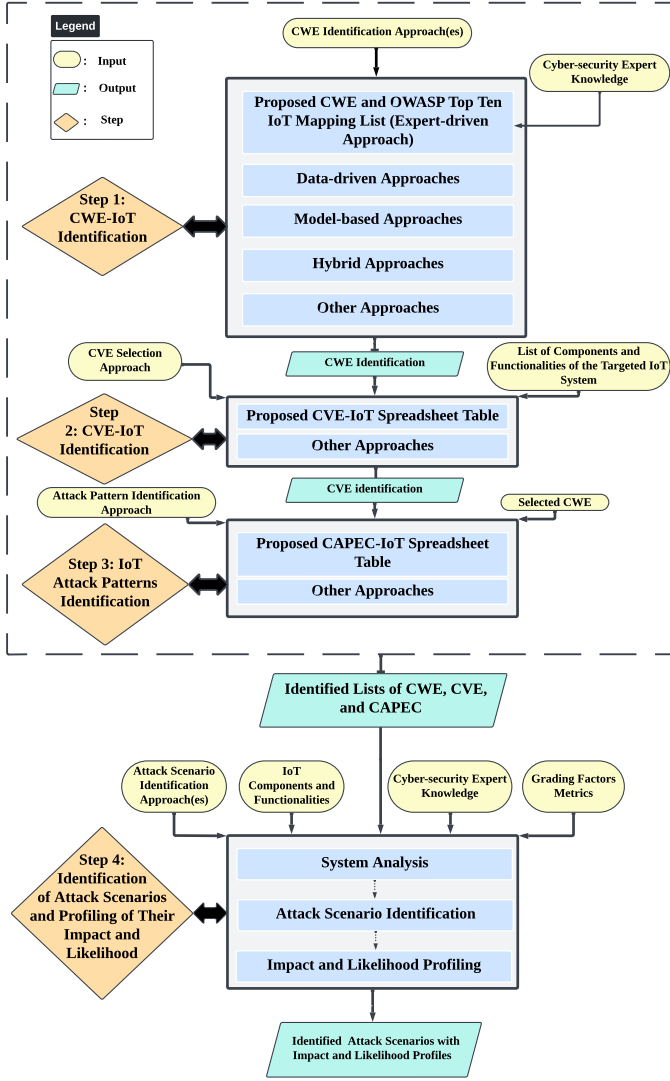 Legend
: Input
: Output
: Step
CWE Identification Approach(es)
Cyber-security Expert
Knowledge
Proposed CWE and OWASP Top Ten
IoT Mapping List (Expert-driven
Approach)
Data-driven Approaches
Model-based Approaches
Hybrid Approaches
Other Approaches
Step 1:
CWE-IoT
Identification
CWE Identification
CVE Selection
Approach
List of Components and
Functionalities of the Targeted IoT
System
Step
2: CVE-IoT
Identification
Proposed CVE-IoT Spreadsheet Table
Other Approaches
CVE identification
Attack Pattern Identification
Approach
Selected CWE
Step 3: IoT
Attack Patterns
Identification
Proposed CAPEC-IoT Spreadsheet
Table
Other Approaches
Identified Lists of CWE, CVE,
and CAPEC
Attack Scenario
Identification
Approach(es)
IoT
Components and
Functionalities
Cyber-security Expert
Knowledge
Grading Factors
Metrics
Step 4:
Identification
of Attack Scenarios
and Profiling of Their
Impact and
Likelihood
System Analysis
Attack Scenario Identification
Impact and Likelihood Profiling
Identified Attack Scenarios with
Impact and Likelihood Profiles